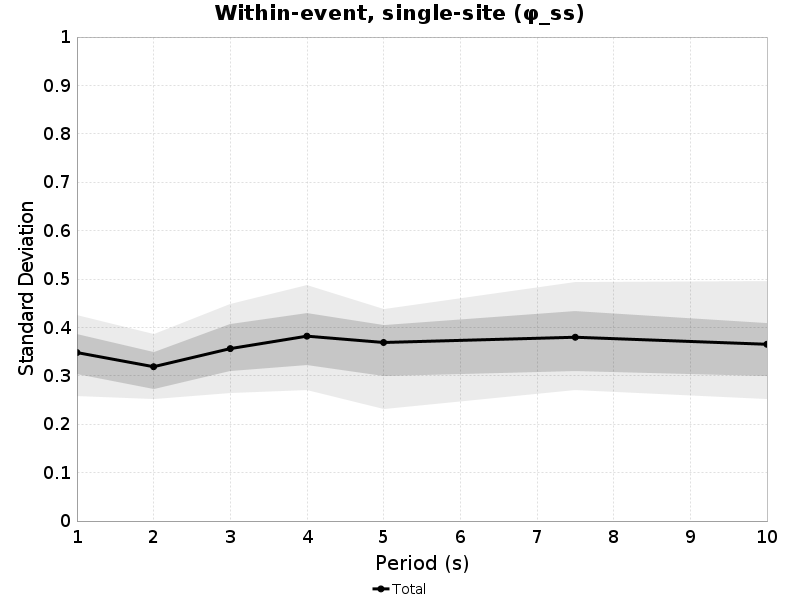 Within-event, single-site (φ_ss)
1
0.9
0.8
0.7
0.6
0.5
0.4
0.3
0.2
0.1
0
Standard Deviation
1 2 3 4 5 6 7 8 9 10
Period (s)
Total